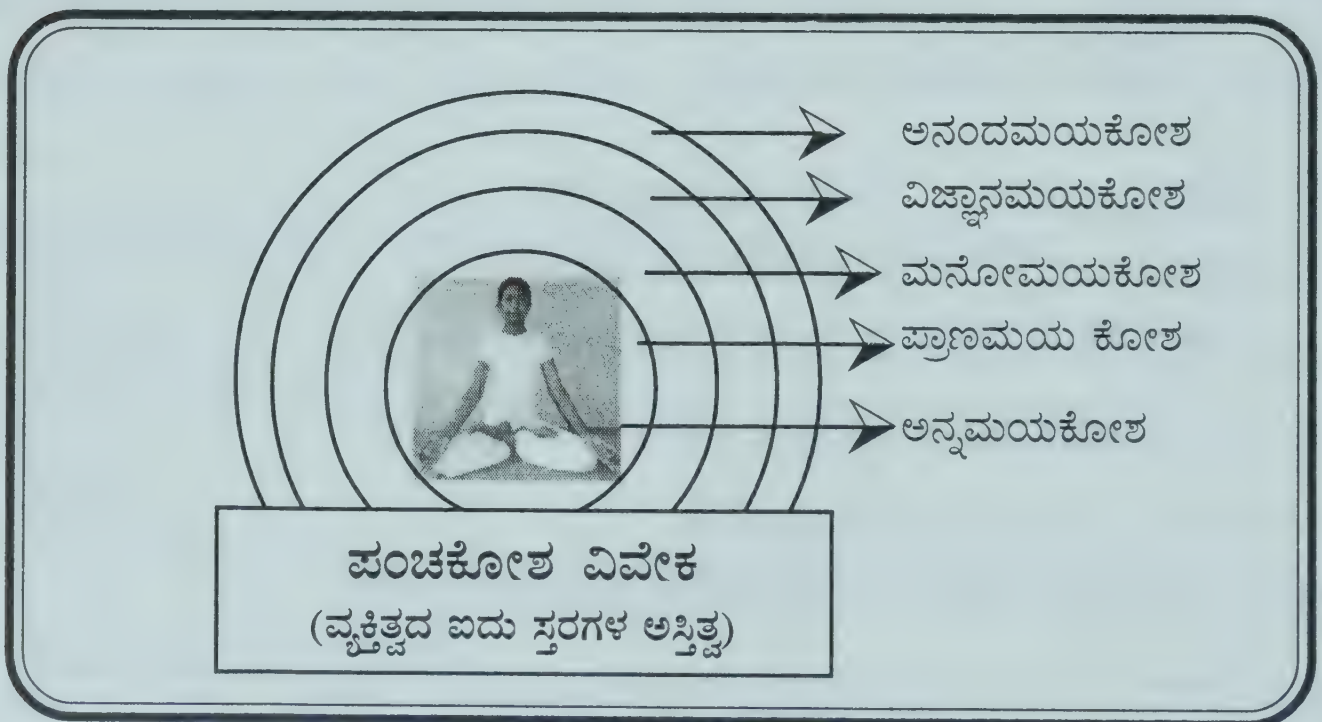 ಅನಂದಮಯಕೋಶ
ವಿಜ್ಞಾನಮಯಕೋಶ
ಮನೋಮಯಕೋಶ
ಪ್ರಾಣಮಯ ಕೋಶ
ಅನ್ನಮಯಕೋಶ
ಪಂಚಕೋಶ ವಿವೇಕ
(ವ್ಯಕ್ತಿತ್ವದ ಐದು ಸ್ತರಗಳ ಅಸ್ತಿತ್ವ)